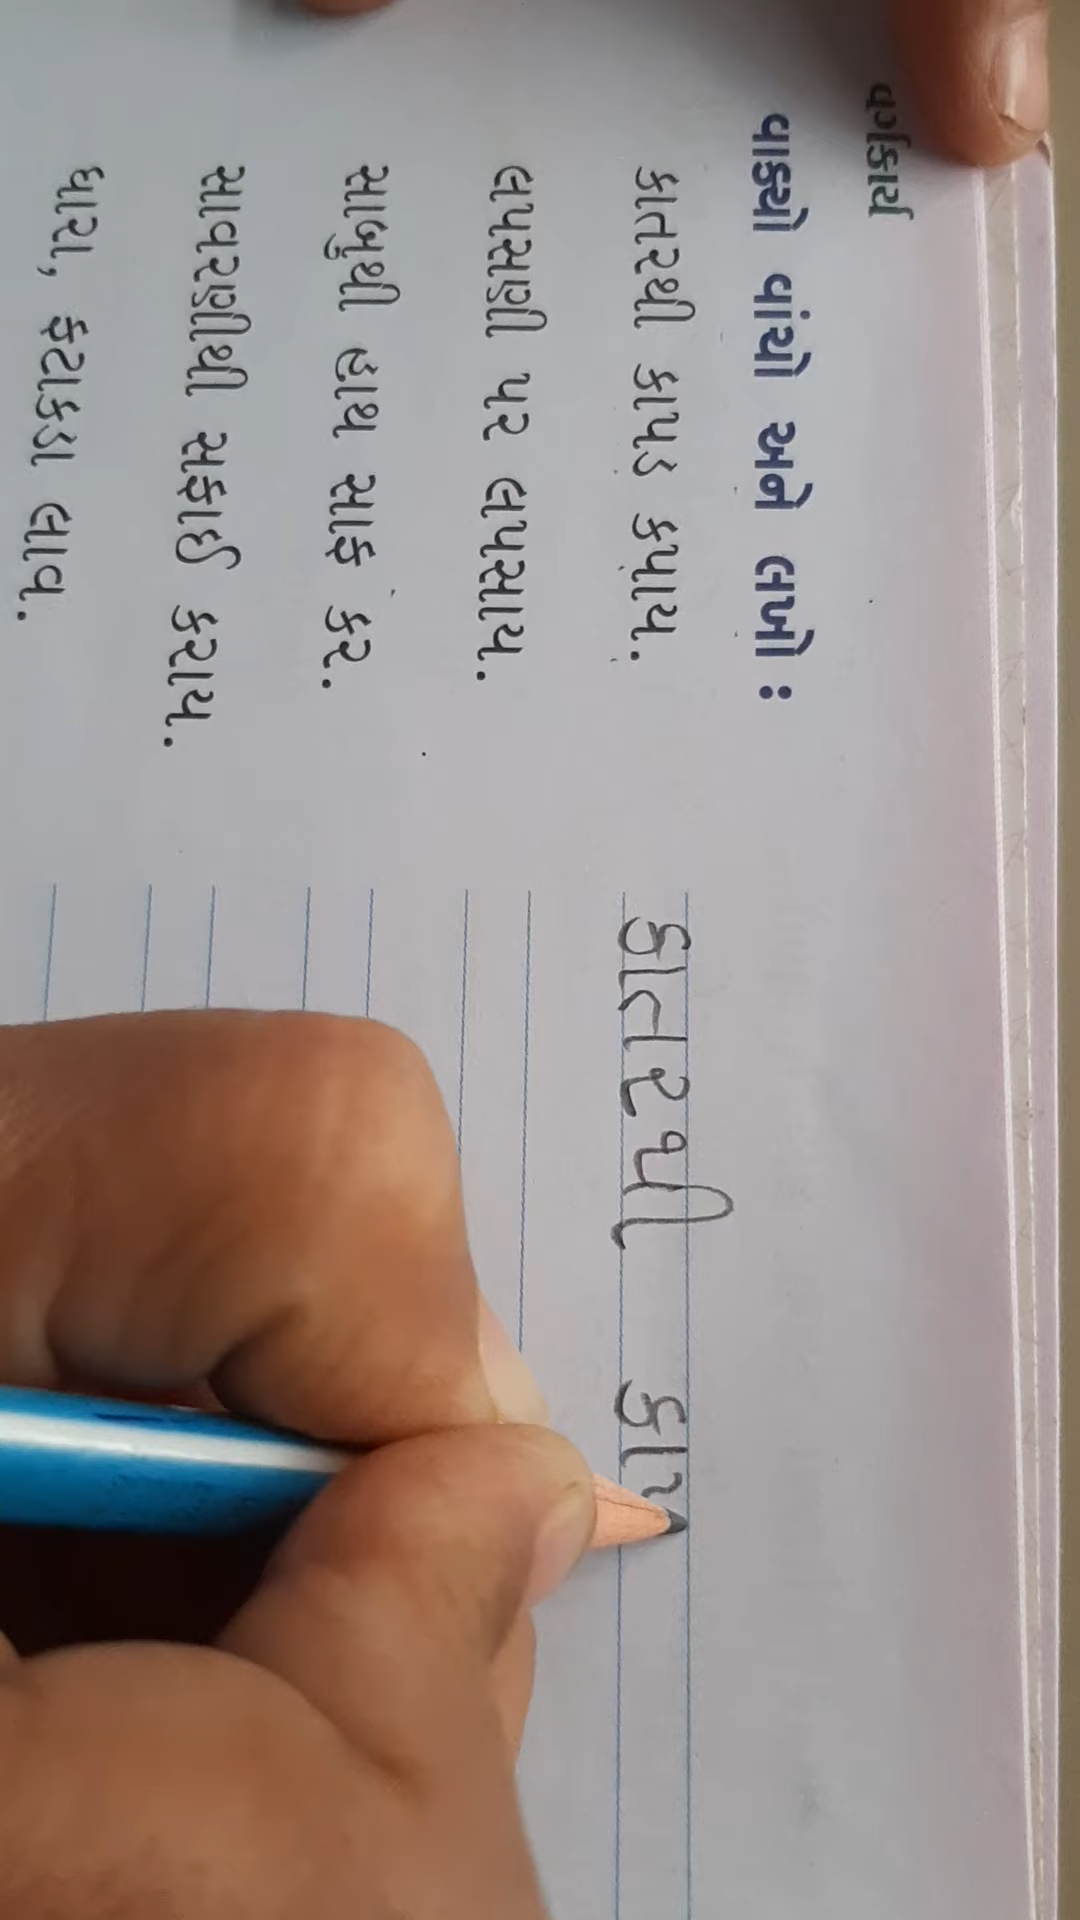 વર્ગકાર્ય
વાક્યો વાંચો અને લખો :
કાતરથી કાપડ કપાય. કાતરથી કાપ
લપસણી પર લપસાય.
સાબુથી હાથ સાફ કર.
સાવરણીથી સફાઈ કરાય.
ધારા, ફટાકડા લાવ.